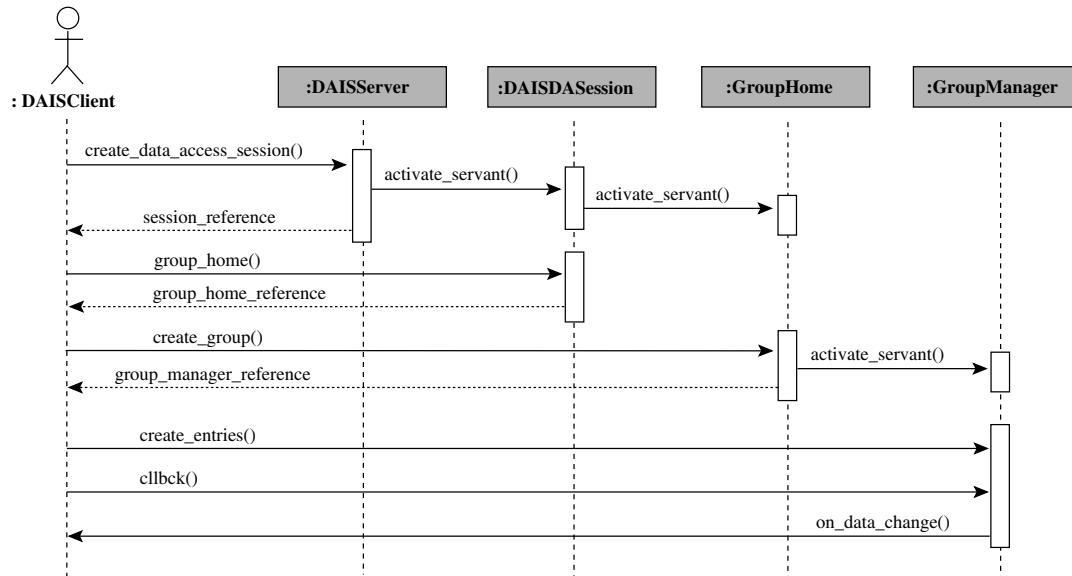 : DAISClient
:DAISServer
:DAISDASession
:GroupHome
:GroupManager
create_data_access_session()
activate_servant()
activate_servant()
session_reference
group_home()
group_home_reference
create_group()
activate_servant()
group_manager_reference
create_entries()
cllbck()
on_data_change()